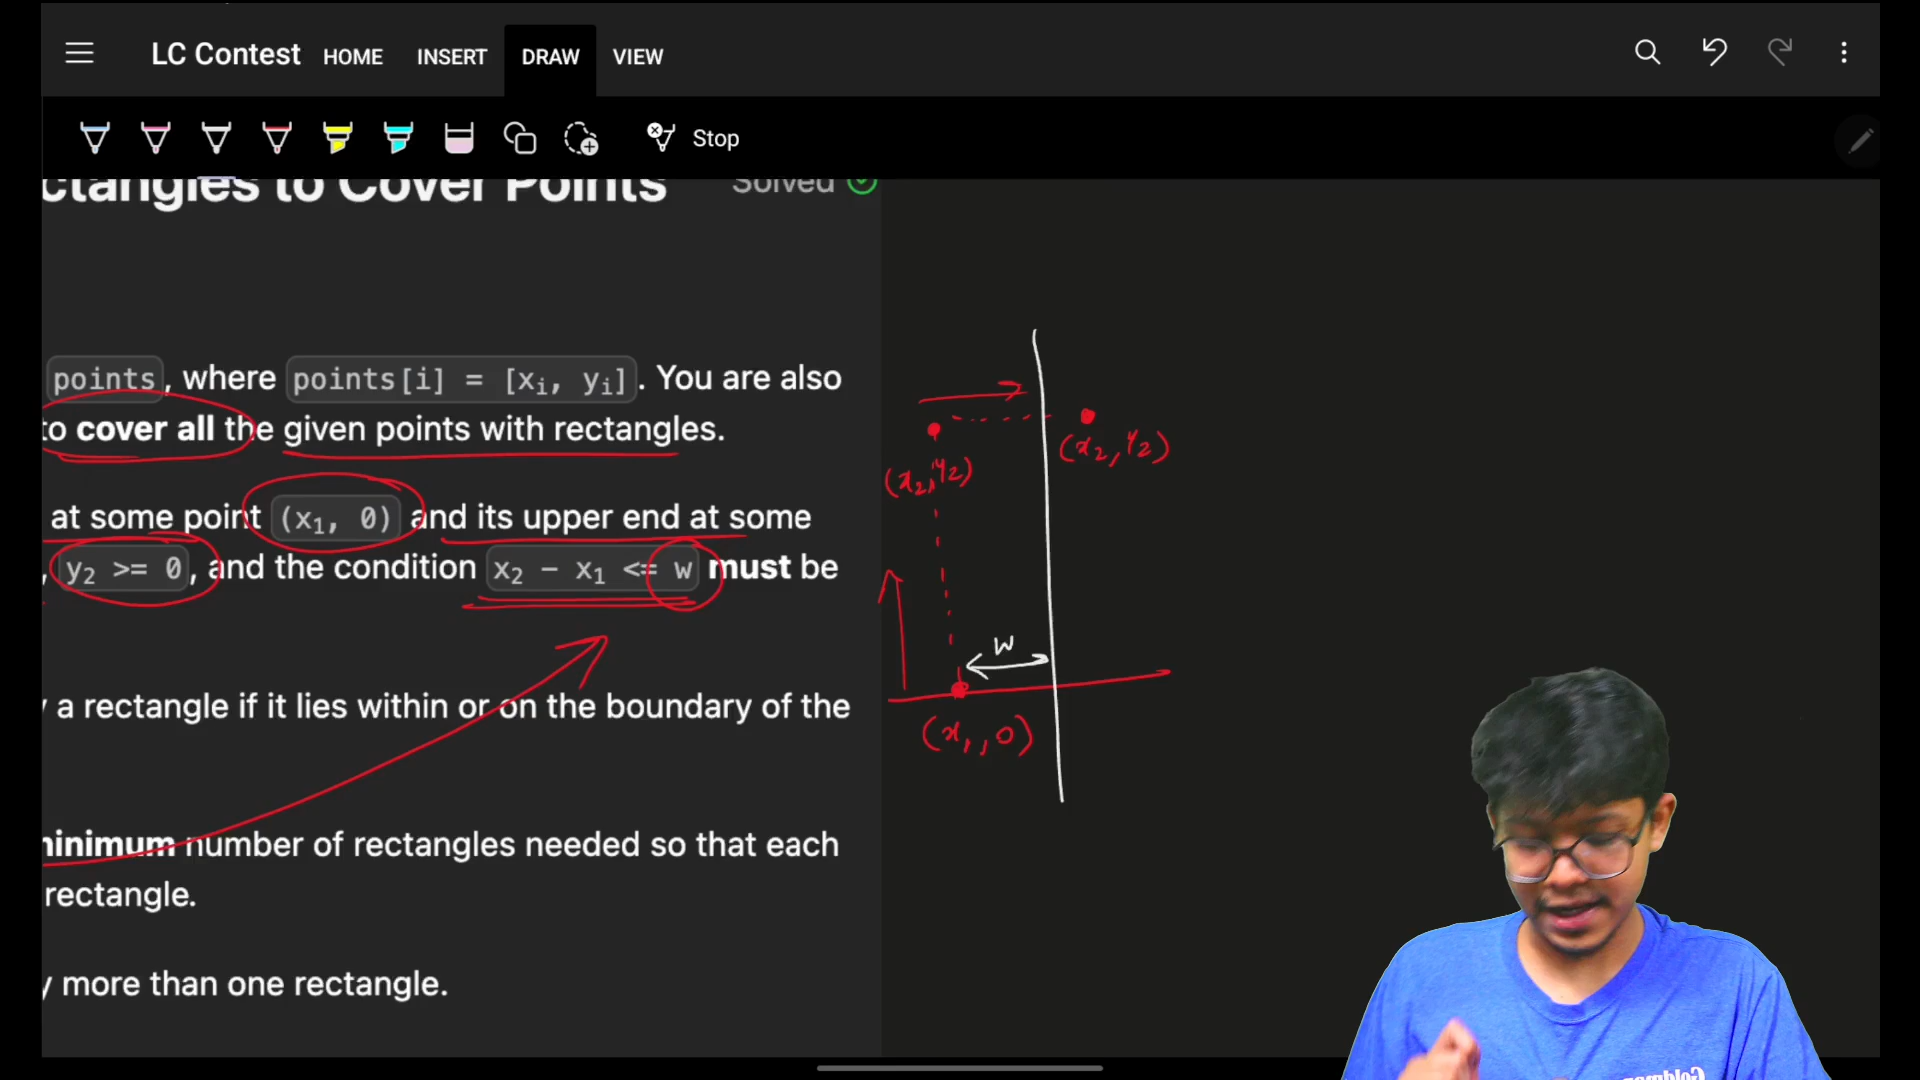 LC Contest HOME INSERT DRAW VIEW
Stop
ctangles to Cover Points Solved
points, where points[i] = [xi, yi]. You are also
to cover all the given points with rectangles.
at some point (x1, 0) and its upper end at some
, y2 >= 0, and the condition x2 − x1 <= w must be
y a rectangle if it lies within or on the boundary of the
minimum number of rectangles needed so that each
rectangle.
y more than one rectangle.
(x2, y2)
(x2, y2)
W
(x1, 0)